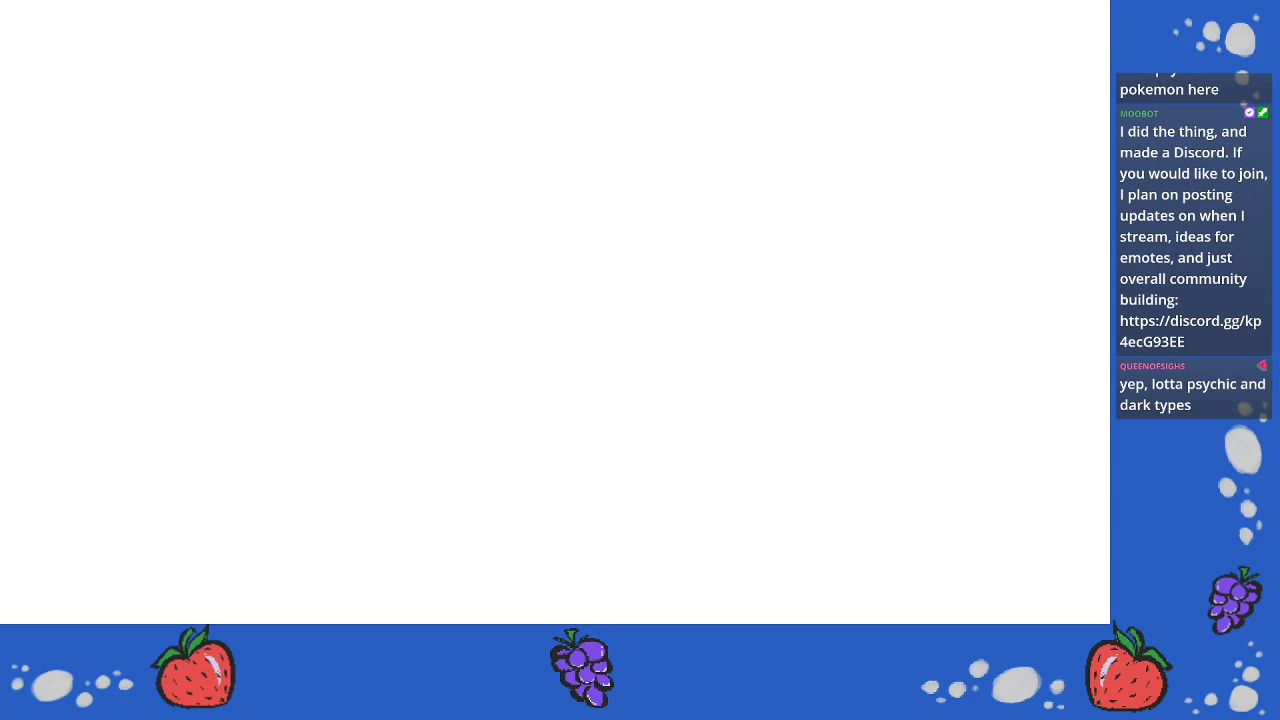 pokemon here
MOOBOT
I did the thing, and
made a Discord. If
you would like to join,
I plan on posting
updates on when I
stream, ideas for
emotes, and just
overall community
building:
https://discord.gg/kp
4ecG93EE
QUEENOFSIGHS
yep, lotta psychic and
dark types